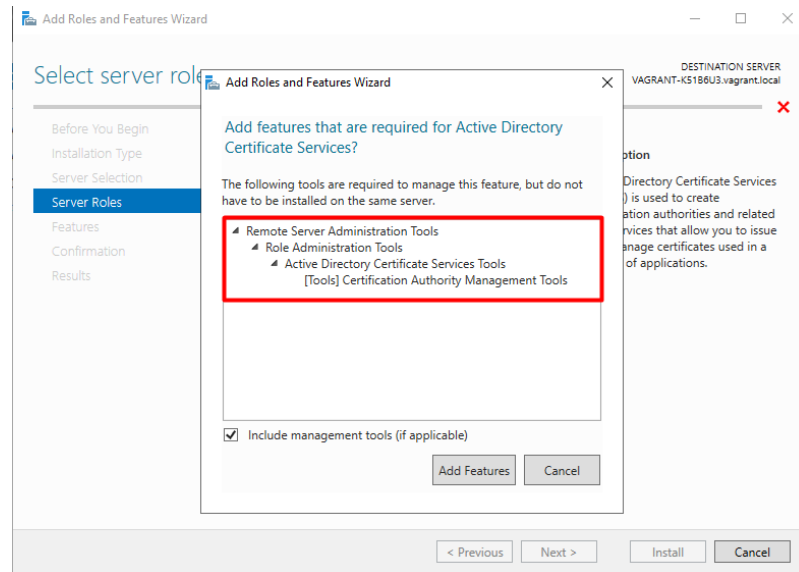 Add Roles and Features Wizard
Select server role
DESTINATION SERVER
VAGRANT-K51B6U3.vagrant.local
Before You Begin
Installation Type
Server Selection
Server Roles
Features
Confirmation
Results
Add Roles and Features Wizard
Add features that are required for Active Directory
Certificate Services?
The following tools are required to manage this feature, but do not
have to be installed on the same server.
Remote Server Administration Tools
Role Administration Tools
Active Directory Certificate Services Tools
[Tools] Certification Authority Management Tools
Include management tools (if applicable)
Add Features
Cancel
ption
Directory Certificate Services
) is used to create
ation authorities and related
rvices that allow you to issue
anage certificates used in a
of applications.
< Previous
Next >
Install
Cancel